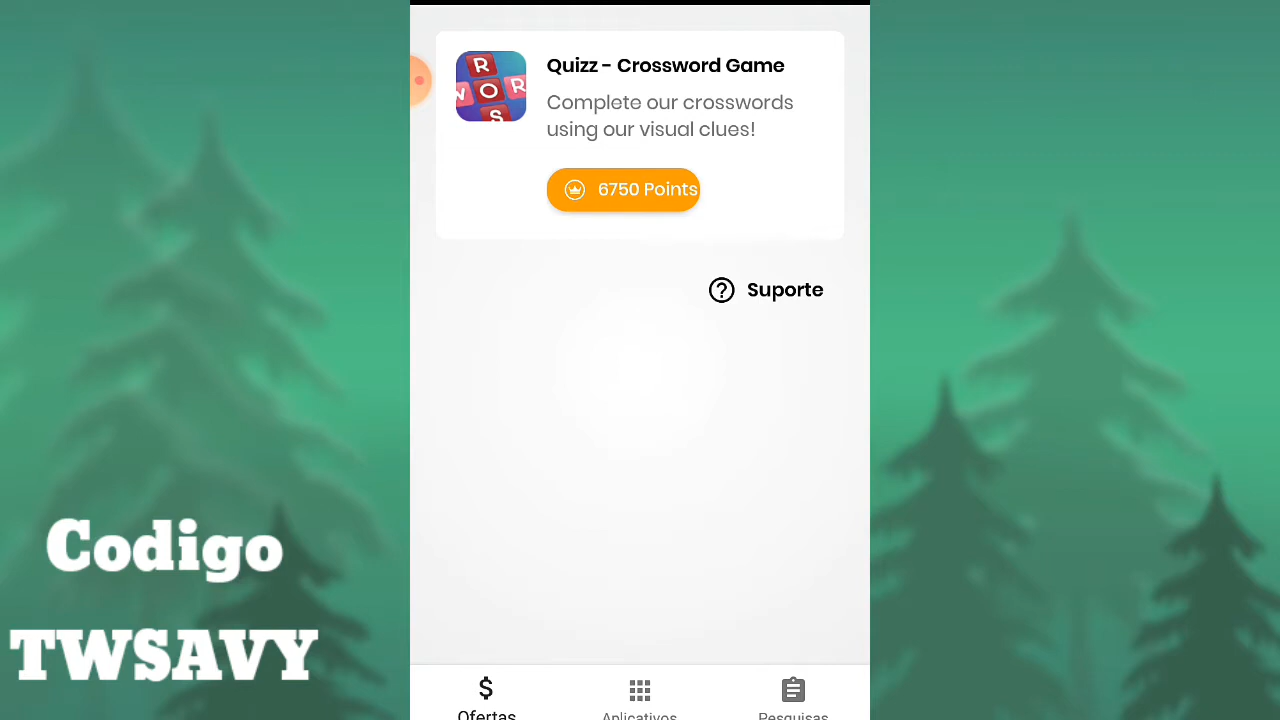 R
W O R
S
Quizz - Crossword Game
Complete our crosswords
using our visual clues!
6750 Points
Suporte
Codigo
TWSAVY
Ofertas
Aplicativos
Pesquisas